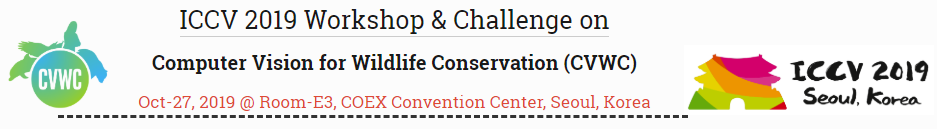 ICCV 2019 Workshop & Challenge on
CVWC
Computer Vision for Wildlife Conservation (CVWC)
Oct-27, 2019 @ Room-E3, COEX Convention Center, Seoul, Korea
ICCV 2019
Seoul, Korea